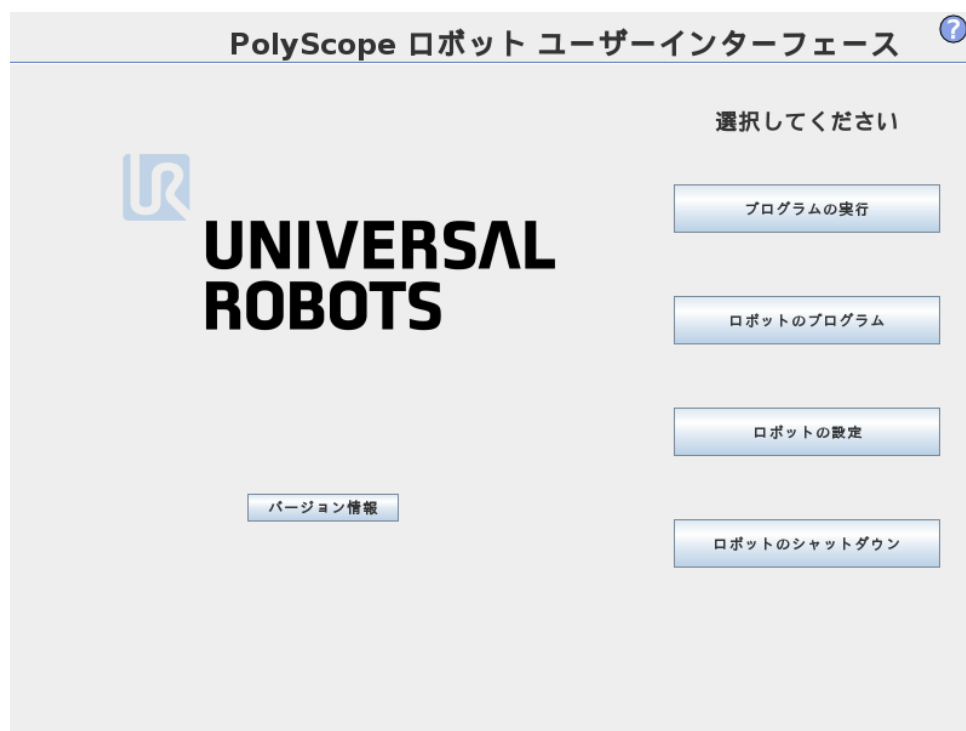 PolyScope ロボット ユーザーインターフェース
?
選択してください
UR
UNIVERSAL
ROBOTS
プログラムの実行
ロボットのプログラム
ロボットの設定
バージョン情報
ロボットのシャットダウン